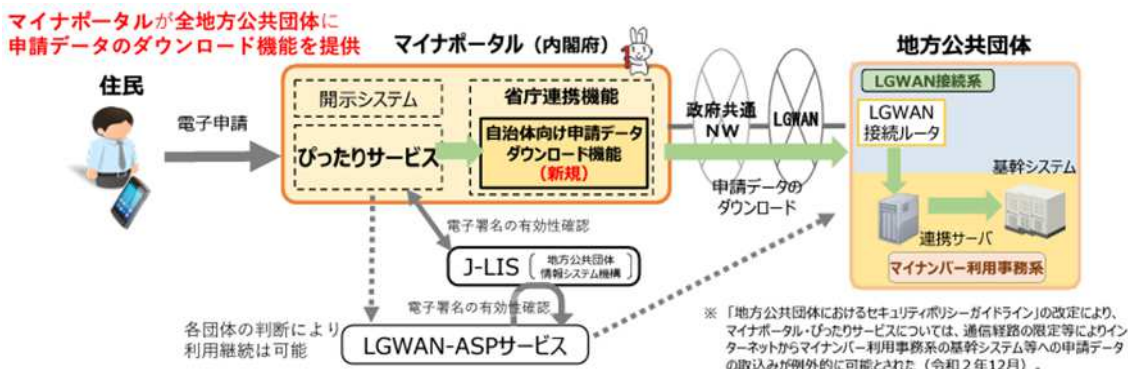 マイナポータルが全地方公共団体に
申請データのダウンロード機能を提供
住民
電子申請
マイナポータル（内閣府）
開示システム
ぴったりサービス
省庁連携機能
自治体向け申請データ
ダウンロード機能
（新規）
政府共通
NW
LGWAN
申請データの
ダウンロード
地方公共団体
LGWAN接続系
LGWAN
接続ルータ
基幹システム
連携サーバ
マイナンバー利用事務系
電子署名の有効性確認
J-LIS
地方公共団体
情報システム機構
電子署名の有効性確認
各団体の判断により
利用継続は可能
LGWAN-ASPサービス
※ 「地方公共団体におけるセキュリティポリシーガイドライン」の改定により、
マイナポータル・ぴったりサービスについては、通信経路の限定等によりイン
ターネットからマイナンバー利用事務系の基幹システム等への申請データ
の取込みが例外的に可能とされた（令和２年12月）。